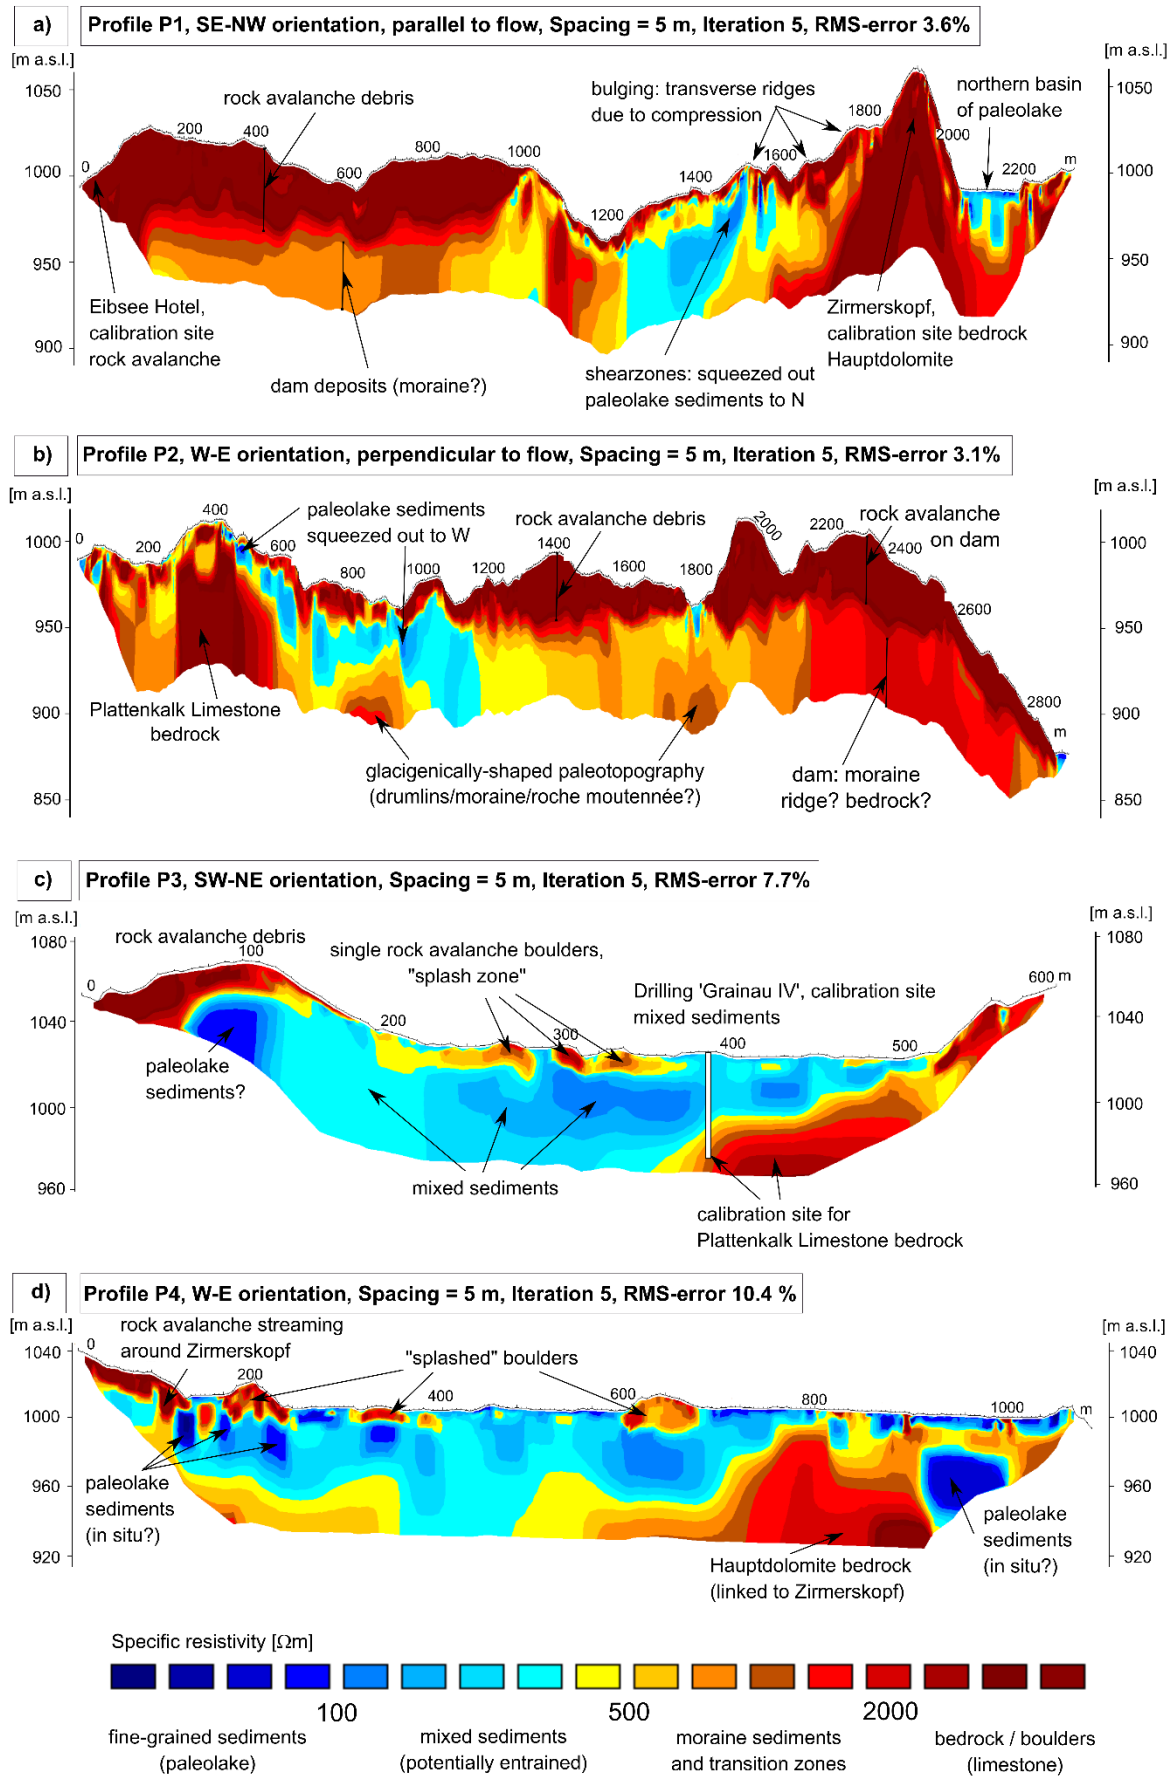 a) Profile P1, SE-NW orientation, parallel to flow, Spacing = 5 m, Iteration 5, RMS-error 3.6%
[m a.s.l.]
[m a.s.l.]
1050
1000
950
900
1050
1000
950
900
0
200
400
600
800
1000
1200
1400
1600
1800
2000
2200
m
rock avalanche debris
bulging: transverse ridges
due to compression
northern basin
of paleolake
Eibsee Hotel,
calibration site
rock avalanche
dam deposits (moraine?)
shearzones: squeezed out
paleolake sediments to N
Zirmerskopf,
calibration site bedrock
Hauptdolomite
b) Profile P2, W-E orientation, perpendicular to flow, Spacing = 5 m, Iteration 5, RMS-error 3.1%
[m a.s.l.]
[m a.s.l.]
1000
950
900
850
1000
950
900
850
0
200
400
600
800
1000
1200
1400
1600
1800
2000
2200
2400
2600
2800
m
paleolake sediments
squeezed out to W
rock avalanche debris
rock avalanche
on dam
Plattenkalk Limestone
bedrock
glacigenically-shaped paleotopography
(drumlins/moraine/roche moutennée?)
dam: moraine
ridge? bedrock?
c) Profile P3, SW-NE orientation, Spacing = 5 m, Iteration 5, RMS-error 7.7%
[m a.s.l.]
[m a.s.l.]
1080
1040
1000
960
1080
1040
1000
960
0
100
200
300
400
500
600 m
rock avalanche debris
single rock avalanche boulders,
"splash zone"
Drilling 'Grainau IV', calibration site
mixed sediments
paleolake
sediments?
mixed sediments
calibration site for
Plattenkalk Limestone bedrock
d) Profile P4, W-E orientation, Spacing = 5 m, Iteration 5, RMS-error 10.4 %
[m a.s.l.]
[m a.s.l.]
1040
1000
960
920
1040
1000
960
920
0
200
400
600
800
1000
m
rock avalanche streaming
around Zirmerskopf
"splashed" boulders
paleolake
sediments
(in situ?)
Hauptdolomite bedrock
(linked to Zirmerskopf)
paleolake
sediments
(in situ?)
Specific resistivity [Ωm]
100
500
2000
fine-grained sediments
(paleolake)
mixed sediments
(potentially entrained)
moraine sediments
and transition zones
bedrock / boulders
(limestone)